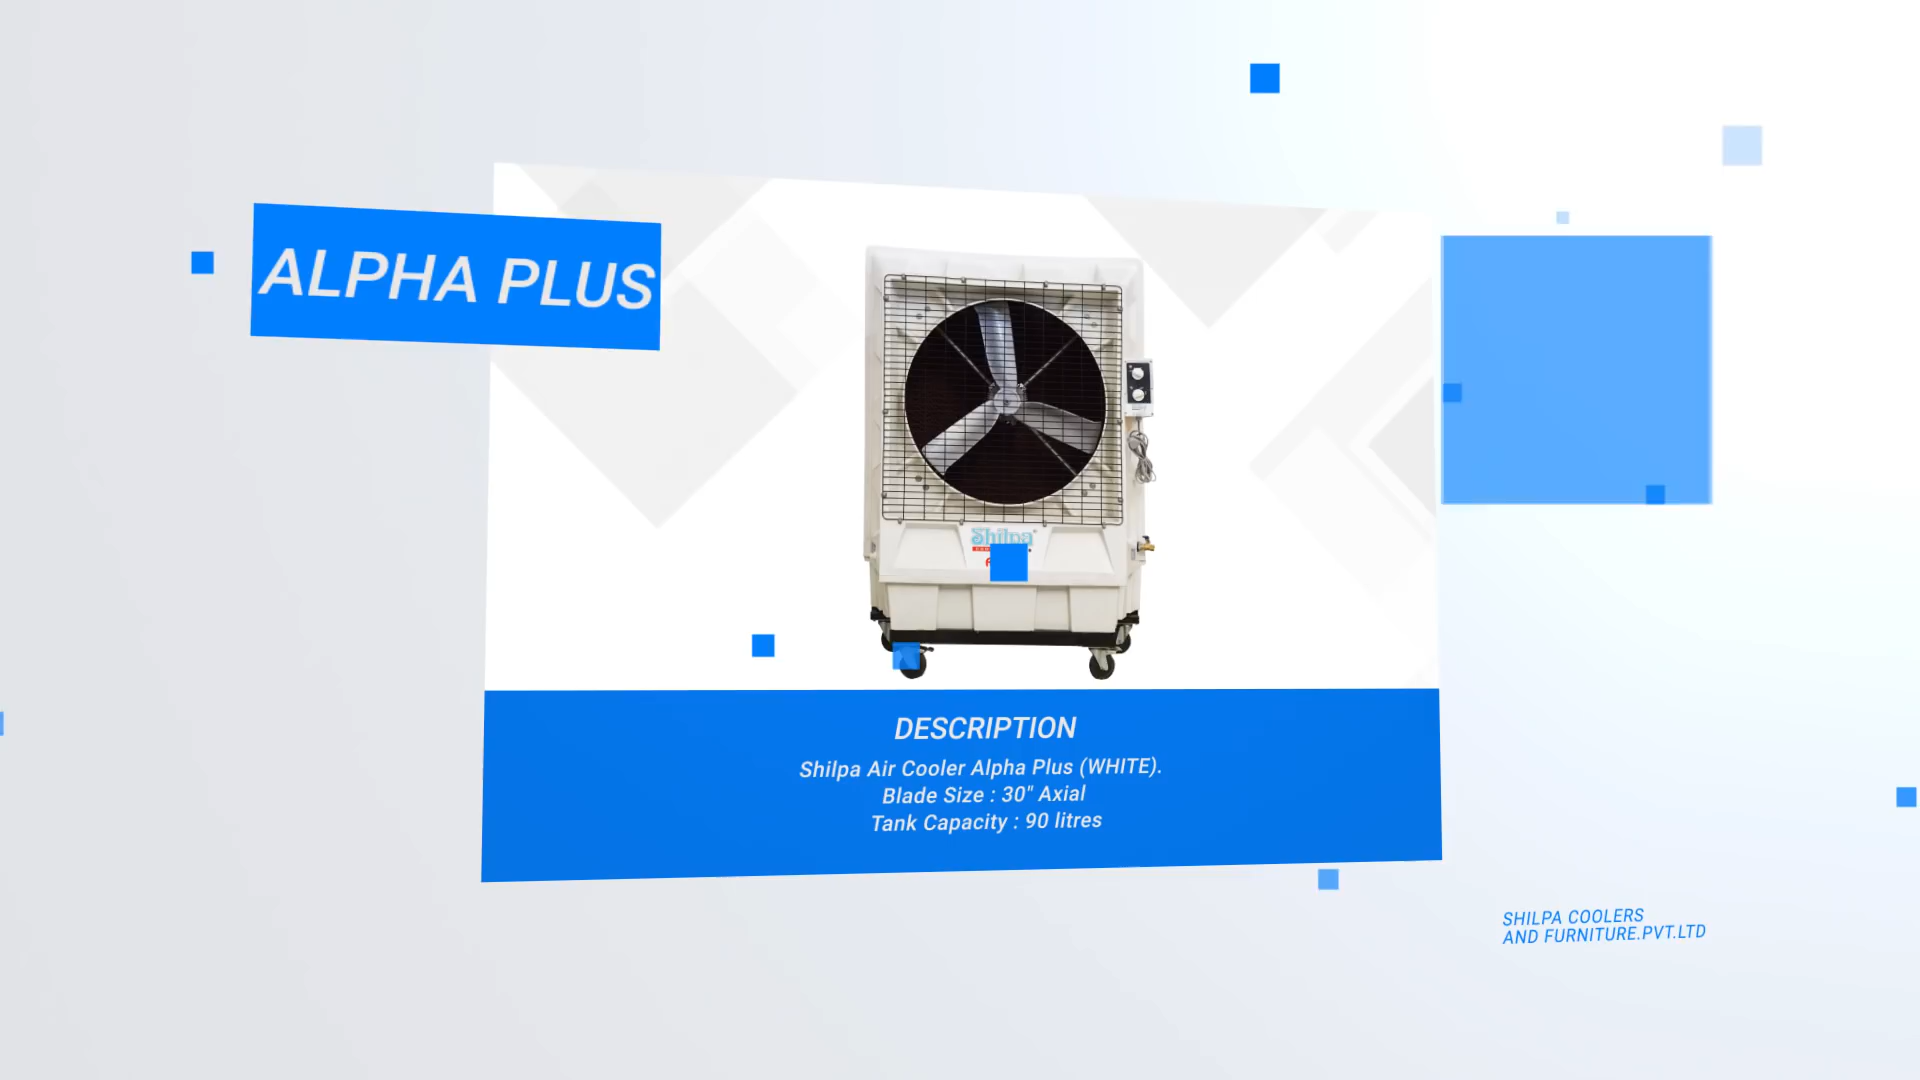 ALPHA PLUS
Shilpa
DESCRIPTION
Shilpa Air Cooler Alpha Plus (WHITE).
Blade Size : 30" Axial
Tank Capacity : 90 litres
SHILPA COOLERS
AND FURNITURE.PVT.LTD